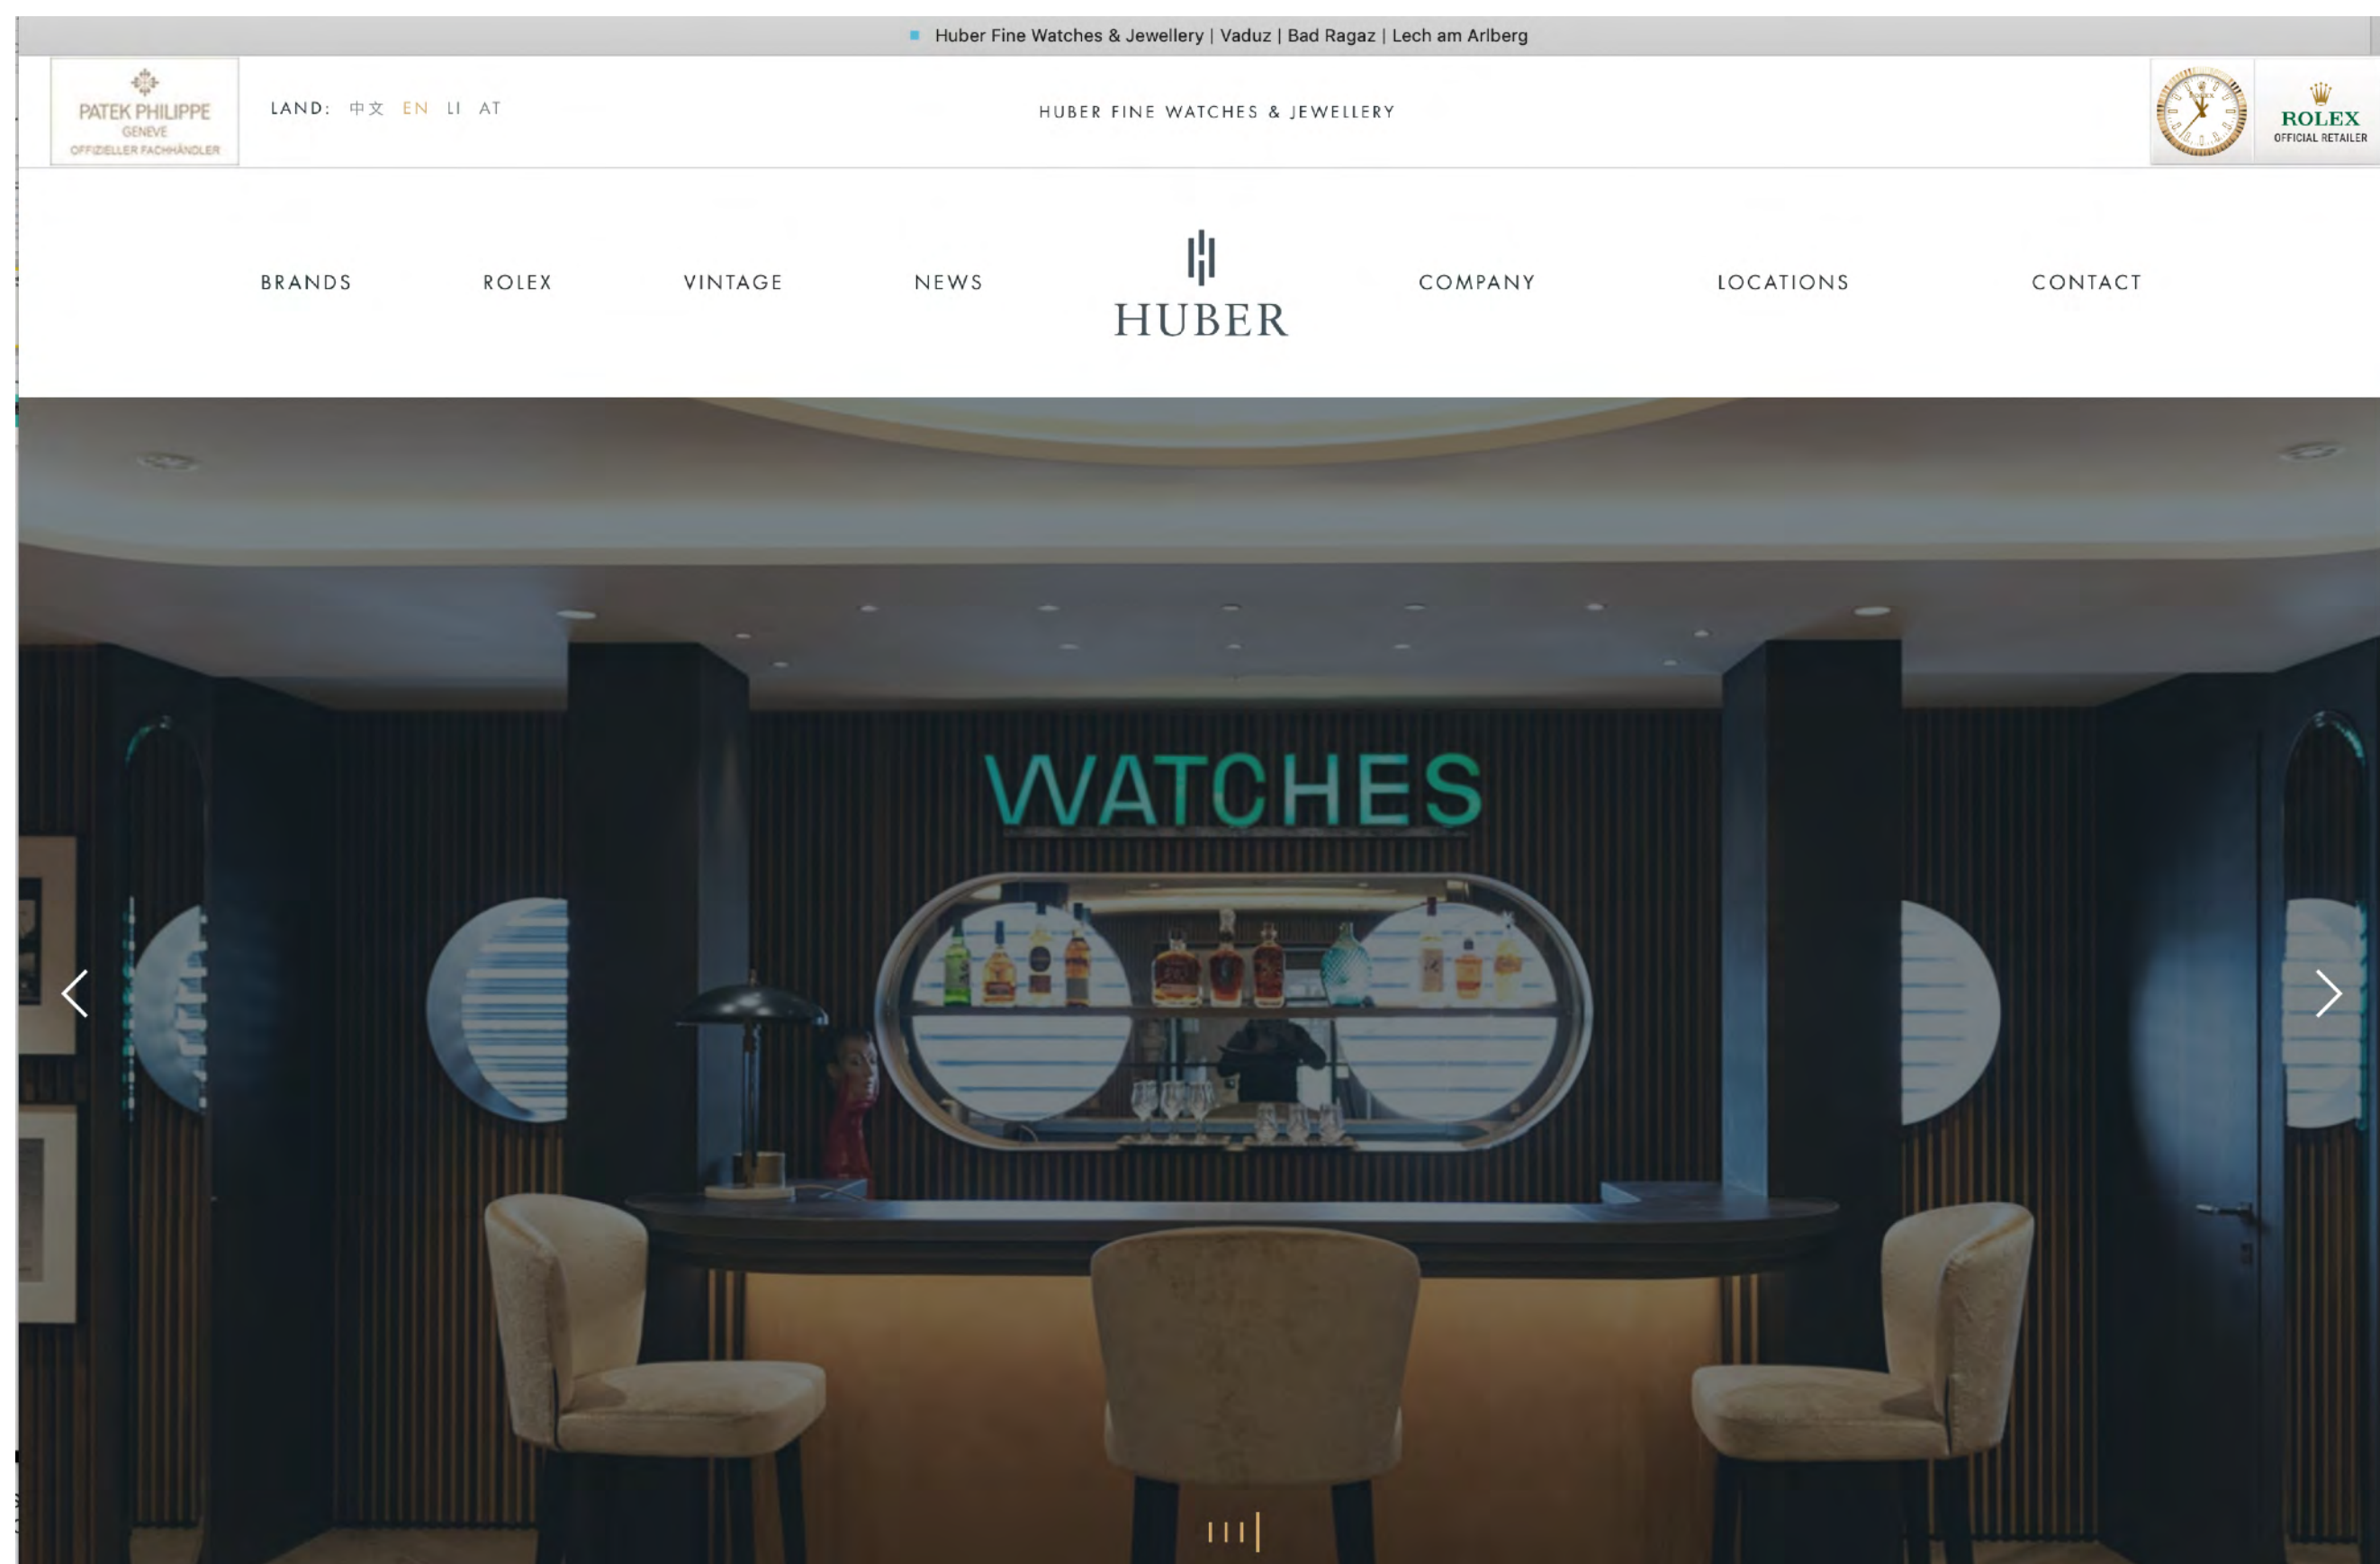 Huber Fine Watches & Jewellery | Vaduz | Bad Ragaz | Lech am Arlberg
PATEK PHILIPPE
GENEVE
OFFIZIELLER FACHHÄNDLER
LAND: 中文 EN LI AT
HUBER FINE WATCHES & JEWELLERY
ROLEX
OFFICIAL RETAILER
BRANDS ROLEX VINTAGE NEWS
HUBER
COMPANY LOCATIONS CONTACT
WATCHES